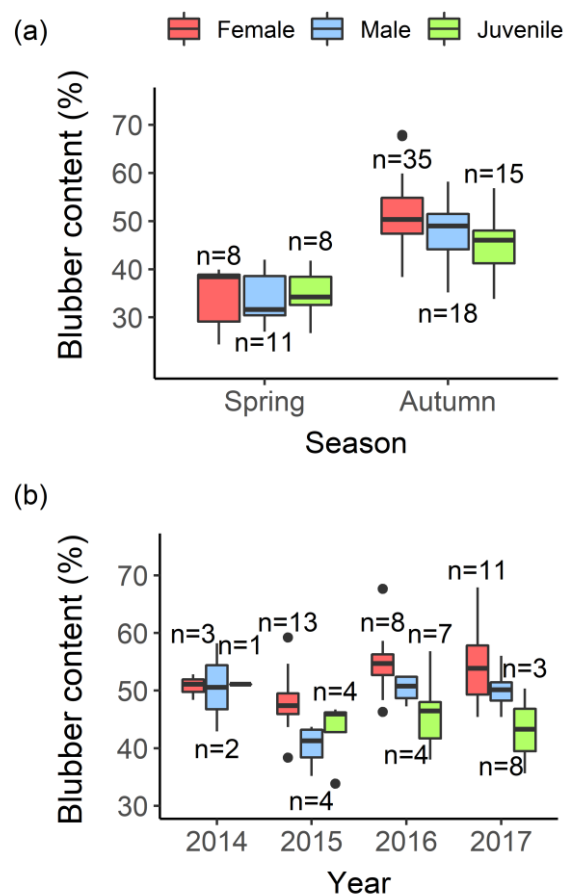 (a)
Female Male Juvenile
Blubber content (%)
70
60
50
40
30
n=8
n=11
n=8
n=35
n=18
n=15
Spring Autumn
Season
(b)
Blubber content (%)
70
60
50
40
30
n=3
n=2
n=1
n=13
n=4
n=4
n=8
n=4
n=7
n=11
n=8
n=3
2014 2015 2016 2017
Year